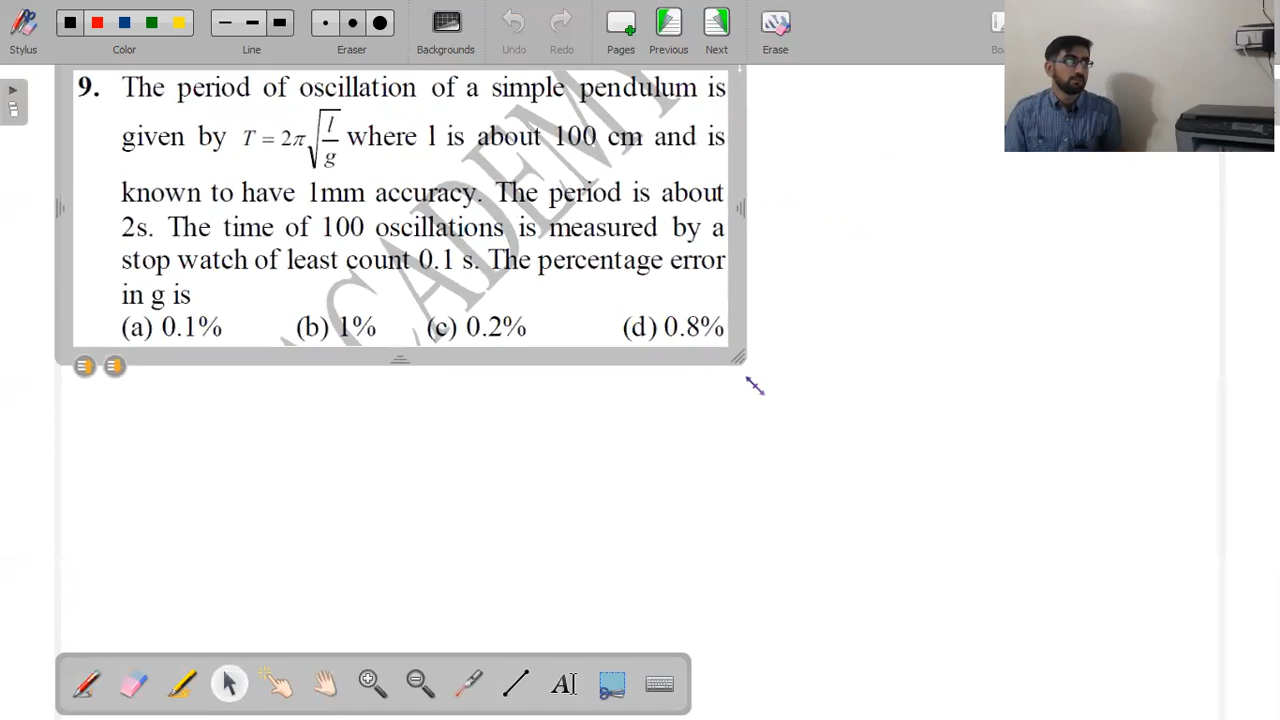 Stylus
Color
Line
Eraser
Backgrounds
Undo
Redo
Pages
Previous
Next
Erase
9. The period of oscillation of a simple pendulum is
given by T = 2π√(l/g) where l is about 100 cm and is
known to have 1mm accuracy. The period is about
2s. The time of 100 oscillations is measured by a
stop watch of least count 0.1 s. The percentage error
in g is
(a) 0.1% (b) 1% (c) 0.2% (d) 0.8%
ACADEMY